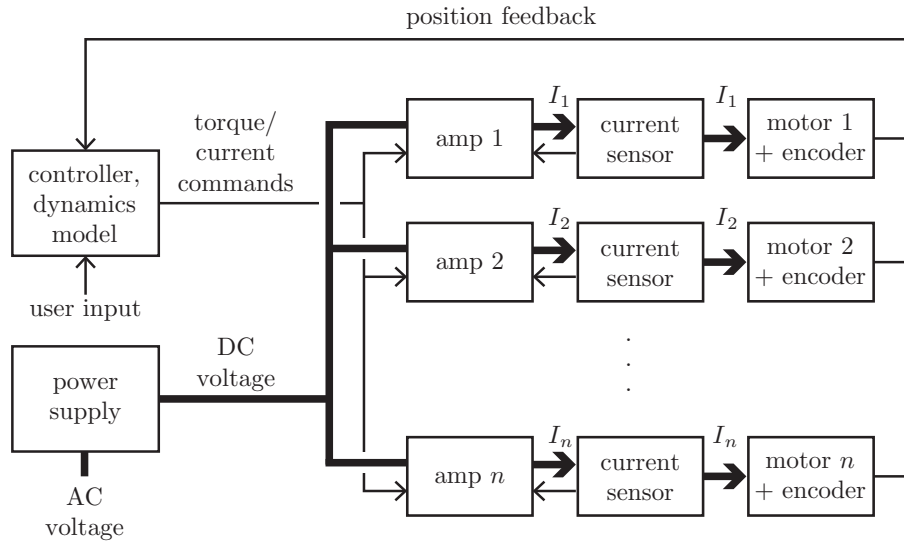 position feedback
torque/
current
commands
controller,
dynamics
model
user input
power
supply
AC
voltage
DC
voltage
amp 1
I₁
current
sensor
I₁
motor 1
+ encoder
amp 2
I₂
current
sensor
I₂
motor 2
+ encoder
.
.
.
amp n
Iₙ
current
sensor
Iₙ
motor n
+ encoder